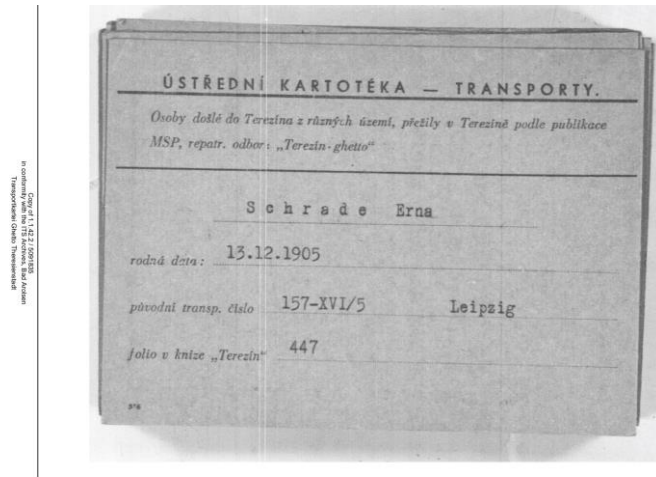 ÚSTŘEDNÍ KARTOTÉKA — TRANSPORTY.
Osoby došlé do Terezína z různých území, přežily v Terezíně podle publikace
MSP, repatr. odbor: „Terezín-ghetto“
Schrade Erna
rodná data: 13.12.1905
původní transp. číslo 157-XVI/5 Leipzig
folio v knize „Terezín“ 447
Copy of 1.1.42.2 / 5091835
in conformity with the ITS Archives, Bad Arolsen
Transportkartei Ghetto Theresienstadt